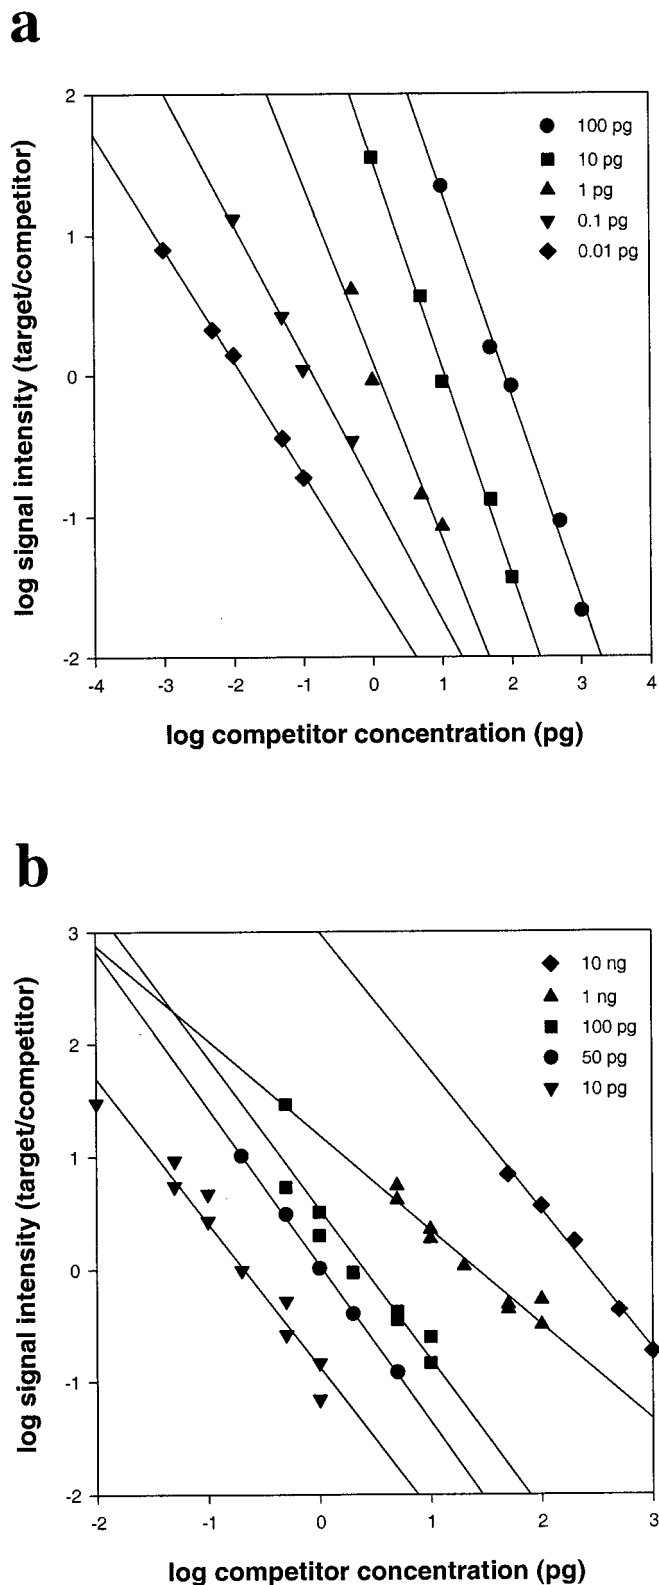 a
2
1
0
-1
-2
log signal intensity (target/competitor)
100 pg
10 pg
1 pg
0.1 pg
0.01 pg
-4 -3 -2 -1 0 1 2 3 4
log competitor concentration (pg)
b
3
2
1
0
-1
-2
log signal intensity (target/competitor)
10 ng
1 ng
100 pg
50 pg
10 pg
-2 -1 0 1 2 3
log competitor concentration (pg)